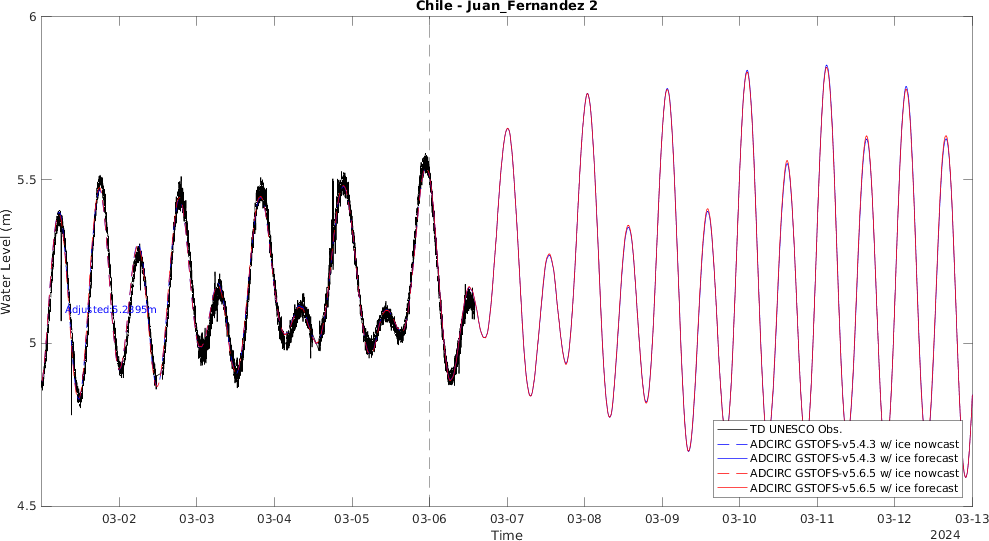 Chile - Juan_Fernandez 2
6
5.5
5
4.5
Water Level (m)
Adjusted:5.2395m
TD UNESCO Obs.
ADCIRC GSTOFS-v5.4.3 w/ ice nowcast
ADCIRC GSTOFS-v5.4.3 w/ ice forecast
ADCIRC GSTOFS-v5.6.5 w/ ice nowcast
ADCIRC GSTOFS-v5.6.5 w/ ice forecast
03-02 03-03 03-04 03-05 03-06 03-07 03-08 03-09 03-10 03-11 03-12 03-13
Time
2024